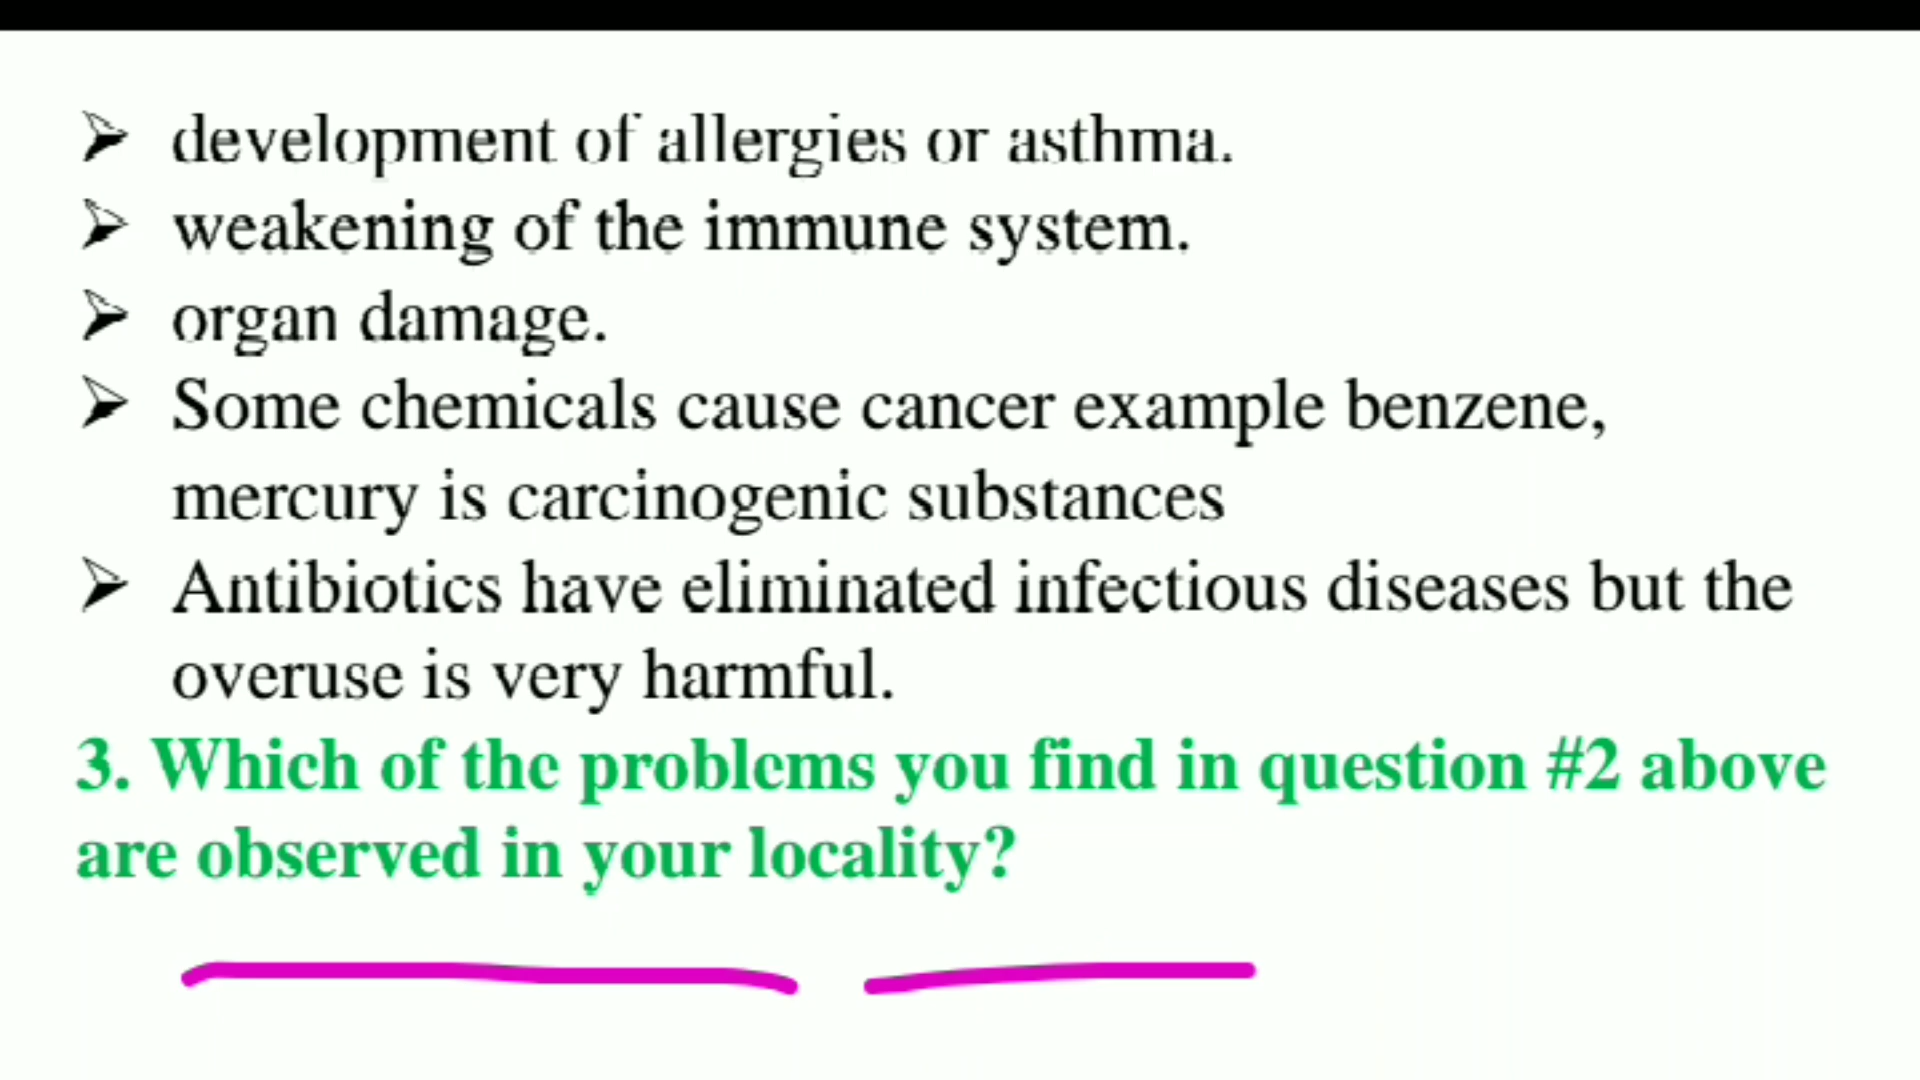 ➢ development of allergies or asthma.
➢ weakening of the immune system.
➢ organ damage.
➢ Some chemicals cause cancer example benzene,
mercury is carcinogenic substances
➢ Antibiotics have eliminated infectious diseases but the
overuse is very harmful.
3. Which of the problems you find in question #2 above
are observed in your locality?